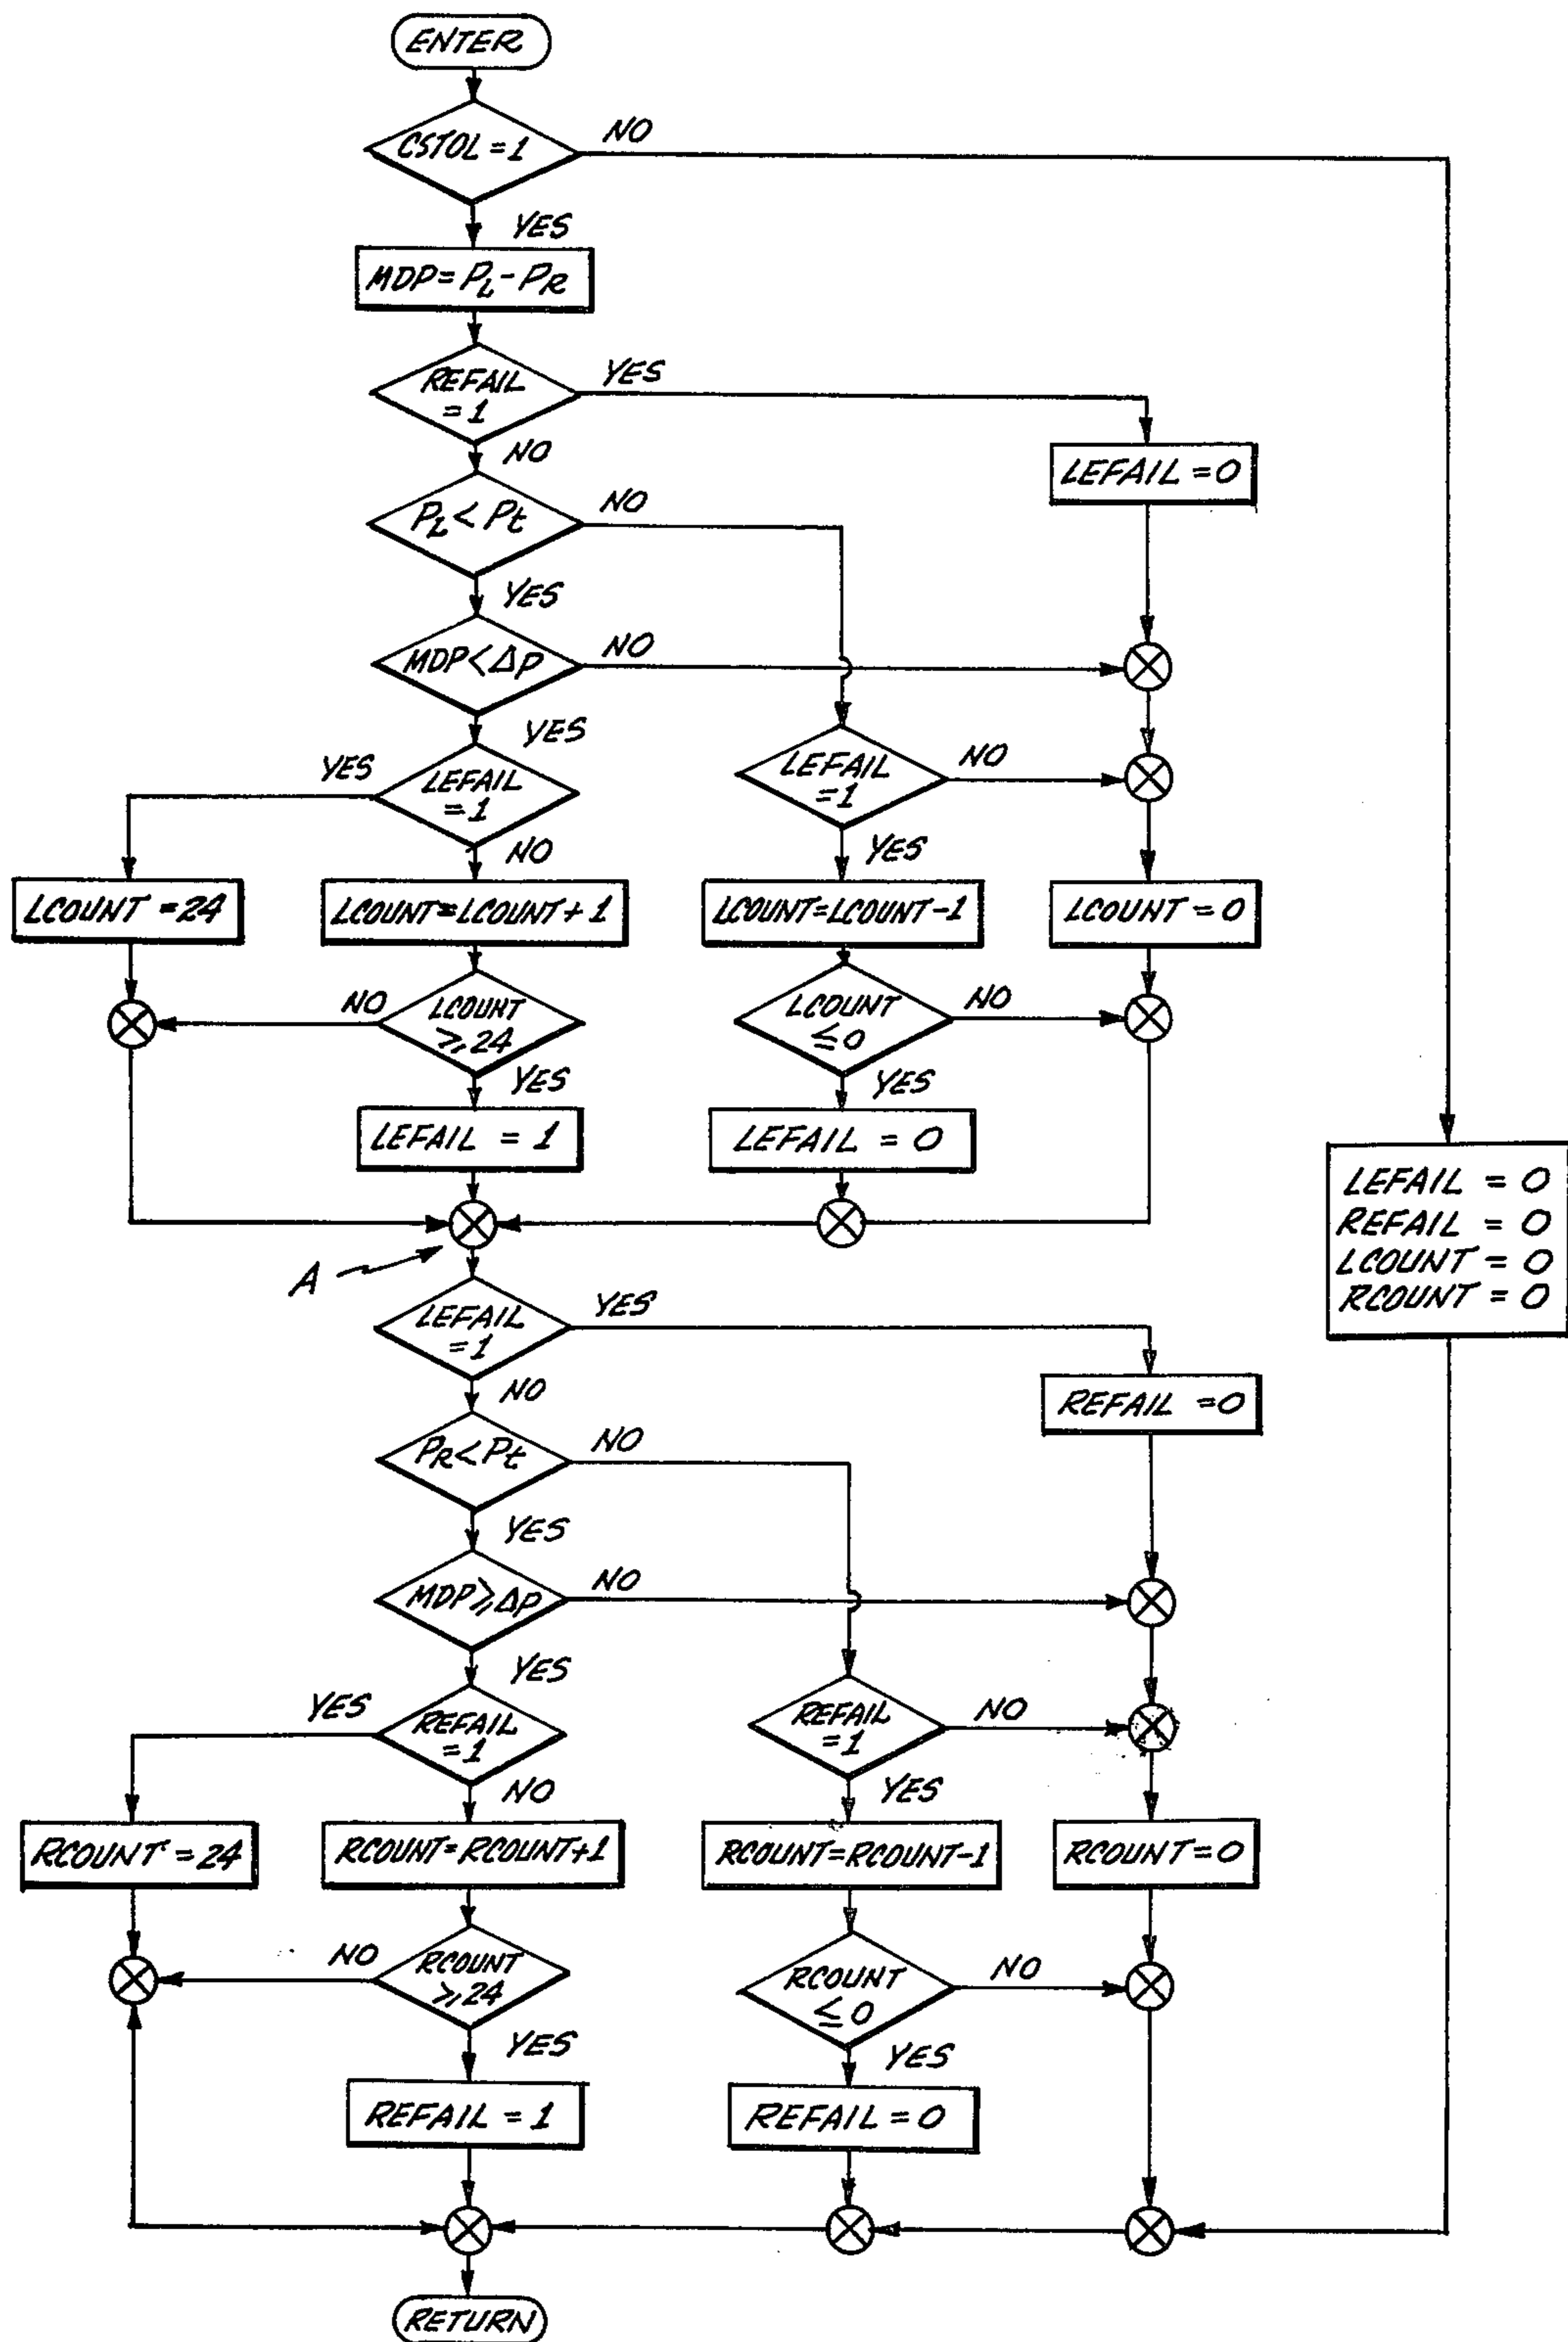 ENTER
CSTOL = 1
NO
YES
MDP = PL - PR
REFAIL
= 1
YES
NO
LEFAIL = 0
PL < Pt
NO
YES
MDP < ΔP
NO
YES
LEFAIL
= 1
YES
NO
LEFAIL
= 1
NO
YES
LCOUNT = 24
LCOUNT = LCOUNT + 1
LCOUNT = LCOUNT - 1
LCOUNT = 0
LCOUNT
≥ 24
NO
YES
LCOUNT
≤ 0
NO
YES
LEFAIL = 1
LEFAIL = 0
LEFAIL = 0
REFAIL = 0
LCOUNT = 0
RCOUNT = 0
A
LEFAIL
= 1
YES
NO
REFAIL = 0
PR < Pt
NO
YES
MDP ≥ ΔP
NO
YES
REFAIL
= 1
YES
NO
REFAIL
= 1
NO
YES
RCOUNT = 24
RCOUNT = RCOUNT + 1
RCOUNT = RCOUNT - 1
RCOUNT = 0
RCOUNT
≥ 24
NO
YES
RCOUNT
≤ 0
NO
YES
REFAIL = 1
REFAIL = 0
RETURN